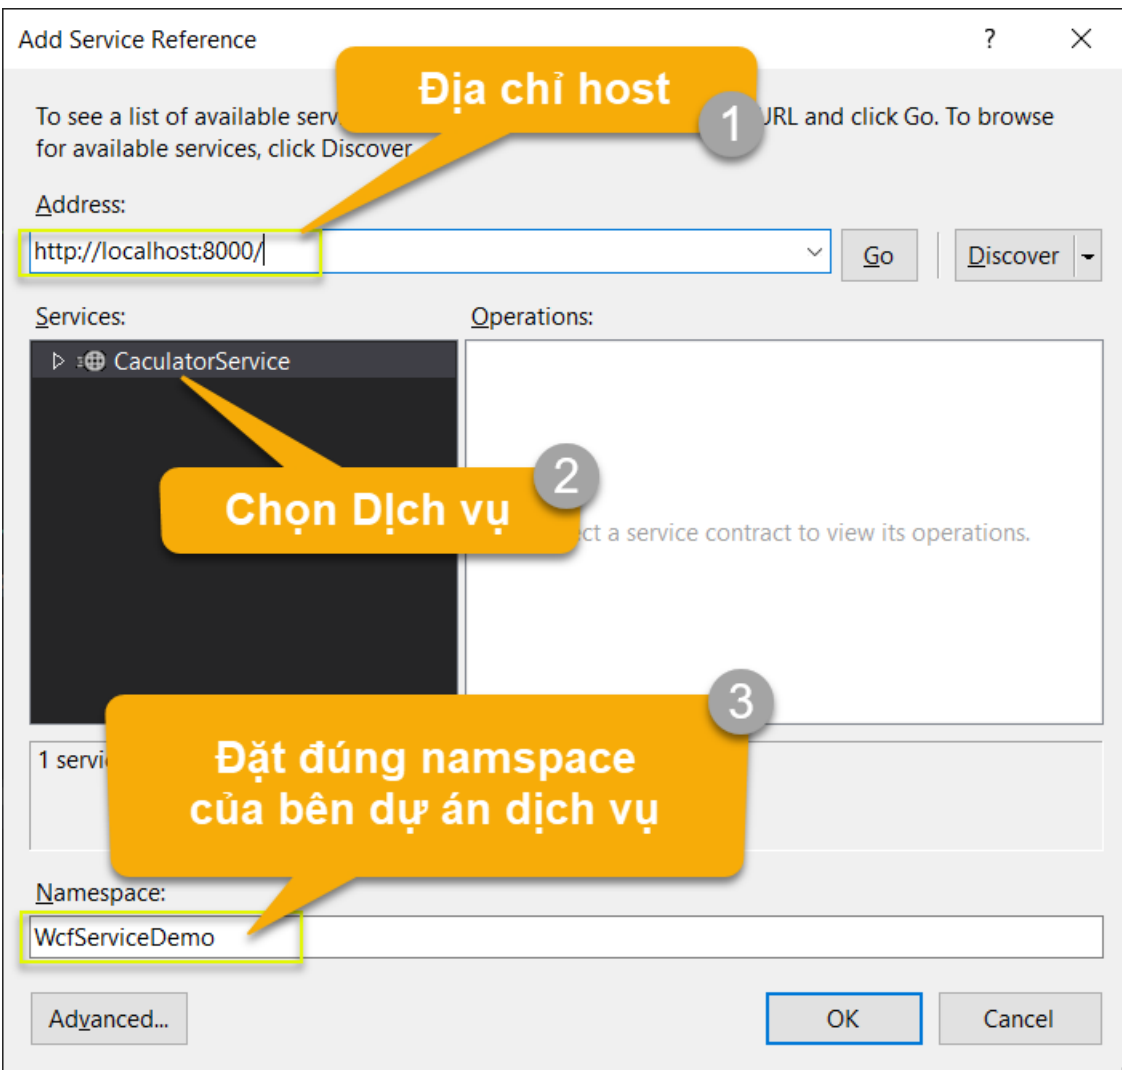 Add Service Reference
?
Địa chỉ host
1
To see a list of available URL and click Go. To browse
for available services, click Discover
Address:
http://localhost:8000/
Go
Discover
Services:
Operations:
CaculatorService
2
Chọn Dịch vụ
a service contract to view its operations.
3
Đặt đúng namspace
của bên dự án dịch vụ
1
Namespace:
WcfServiceDemo
Advanced...
OK
Cancel